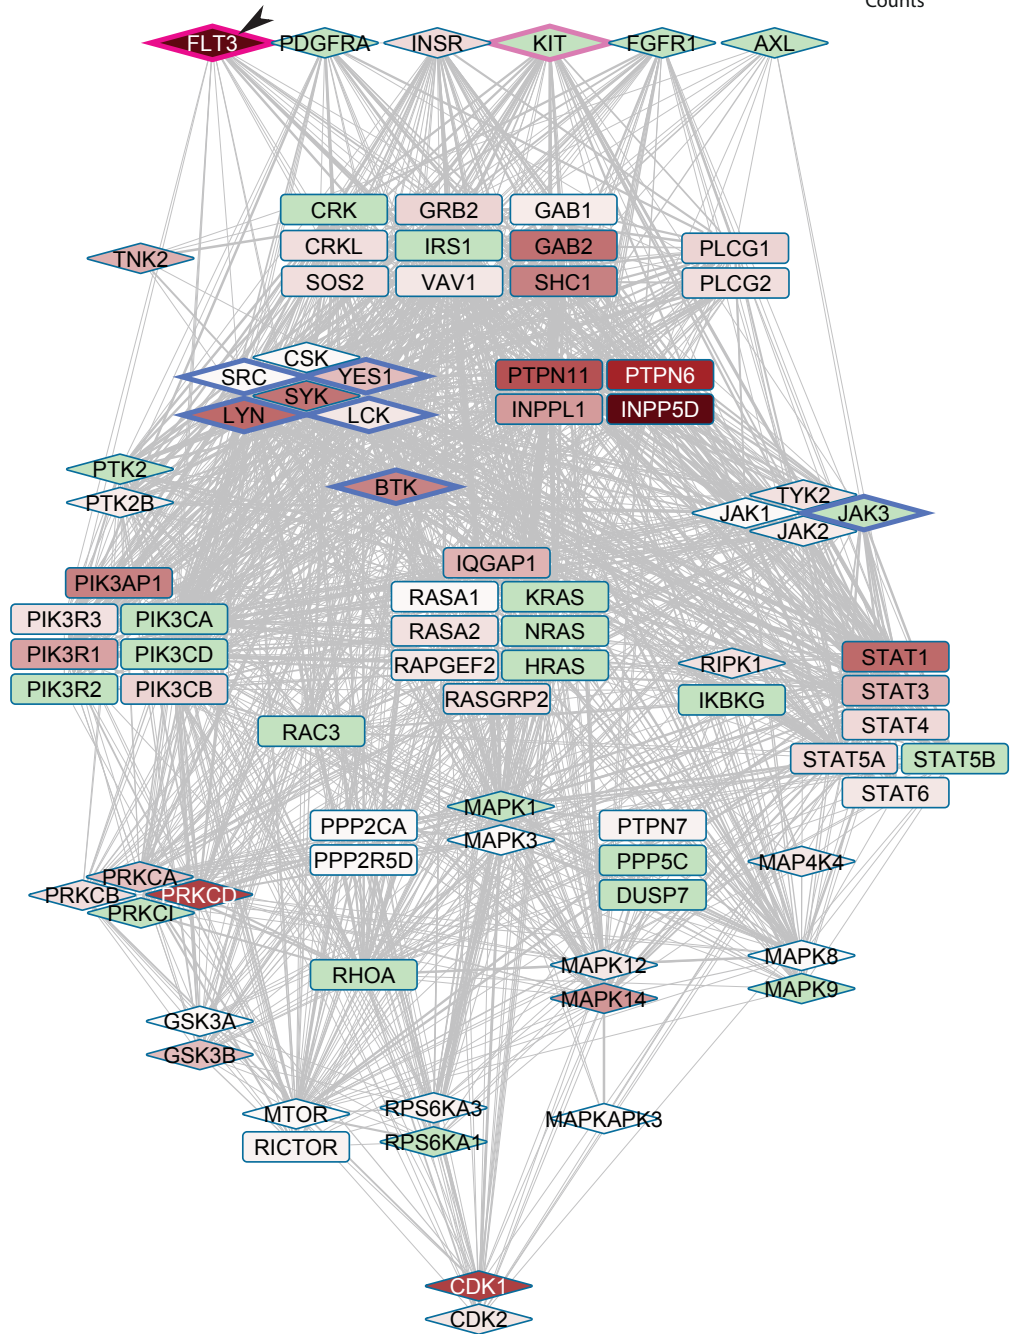 Counts
FLT3 PDGFRA INSR KIT FGFR1 AXL
CRK GRB2 GAB1
CRKL IRS1 GAB2 PLCG1
TNK2
SOS2 VAV1 SHC1 PLCG2
CSK
SRC YES1 PTPN11 PTPN6
SYK
LYN LCK INPPL1 INPP5D
PTK2
BTK
PTK2B TYK2
JAK1 JAK3
JAK2
IQGAP1
PIK3AP1
RASA1 KRAS
PIK3R3 PIK3CA
RASA2 NRAS
PIK3R1 PIK3CD STAT1
RAPGEF2 HRAS RIPK1
PIK3R2 PIK3CB STAT3
RASGRP2 IKBKG
STAT4
RAC3
STAT5A STAT5B
STAT6
MAPK1
PPP2CA PTPN7
MAPK3
PPP2R5D PPP5C MAP4K4
PRKCA
PRKCB PRKCD DUSP7
PRKCI
MAPK8
MAPK12
RHOA
MAPK9
MAPK14
GSK3A
GSK3B
MTOR RPS6KA3
MAPKAPK3
RICTOR RPS6KA1
CDK1
CDK2